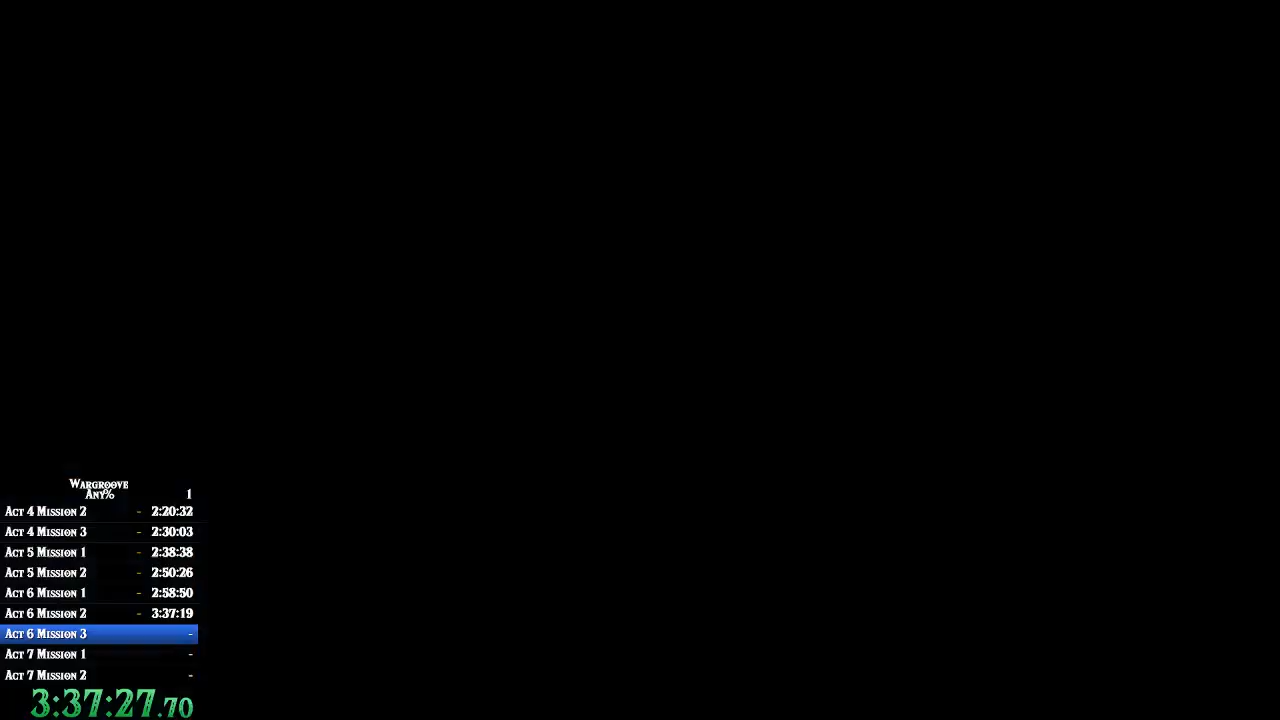 Wargroove
Any% 1
Act 4 Mission 2 - 2:20:32
Act 4 Mission 3 - 2:30:03
Act 5 Mission 1 - 2:38:38
Act 5 Mission 2 - 2:50:26
Act 6 Mission 1 - 2:58:50
Act 6 Mission 2 - 3:37:19
Act 6 Mission 3 -
Act 7 Mission 1 -
Act 7 Mission 2 -
3:37:27.70